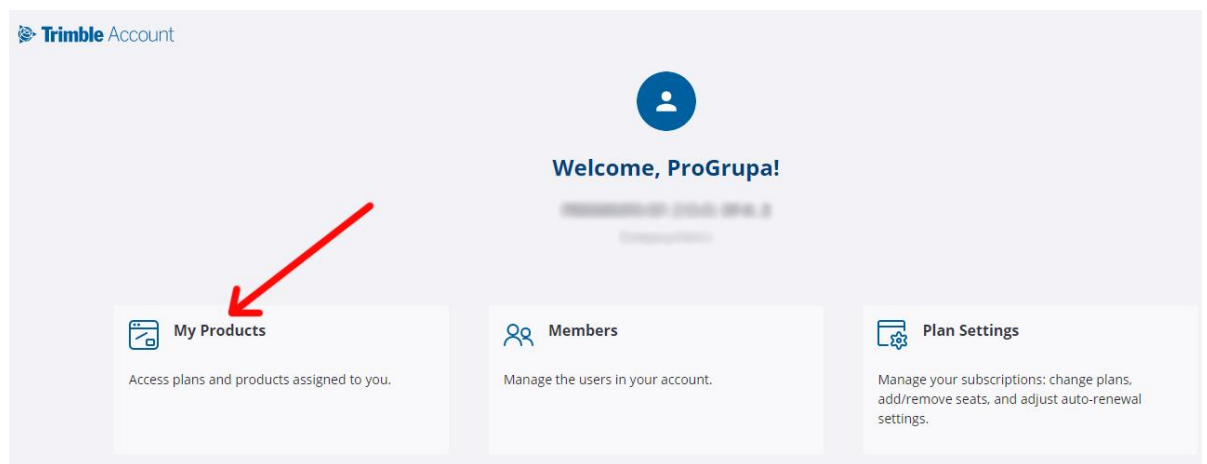 Trimble Account
Welcome, ProGrupa!
My Products
Access plans and products assigned to you.
Members
Manage the users in your account.
Plan Settings
Manage your subscriptions: change plans,
add/remove seats, and adjust auto-renewal
settings.